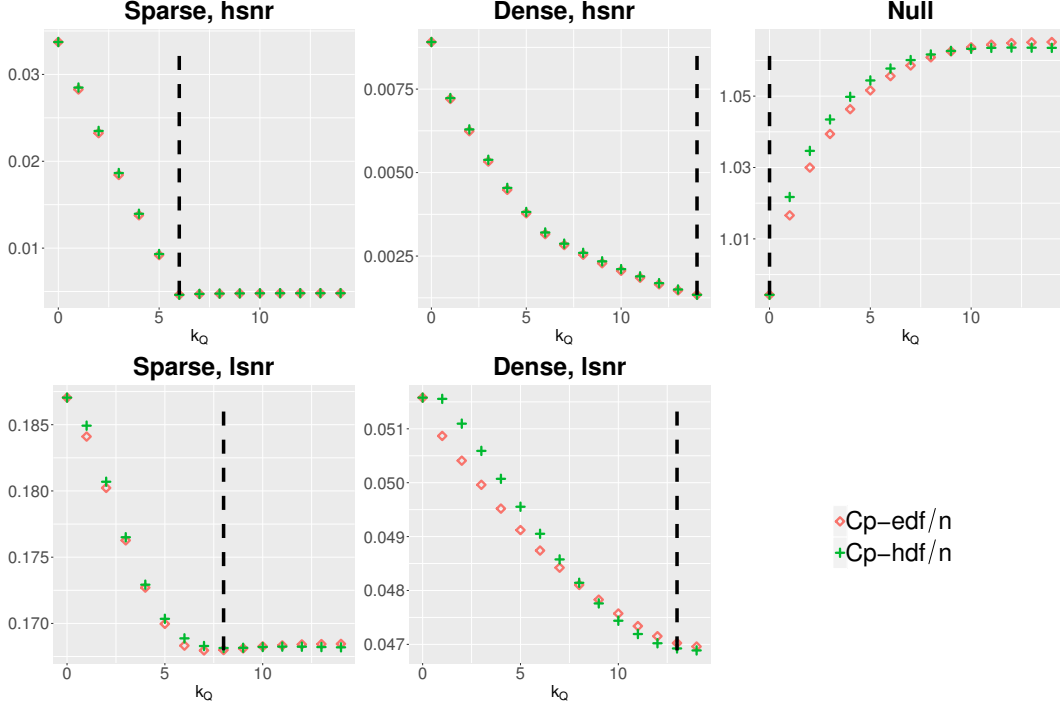 Sparse, hsnr
Dense, hsnr
Null
0.03
0.02
0.01
0
5
10
k_Q
0.0075
0.0050
0.0025
0
5
10
k_Q
1.05
1.03
1.01
0
5
10
k_Q
Sparse, lsnr
Dense, lsnr
0.185
0.180
0.175
0.170
0
5
10
k_Q
0.051
0.050
0.049
0.048
0.047
0
5
10
k_Q
Cp−edf/n
Cp−hdf/n